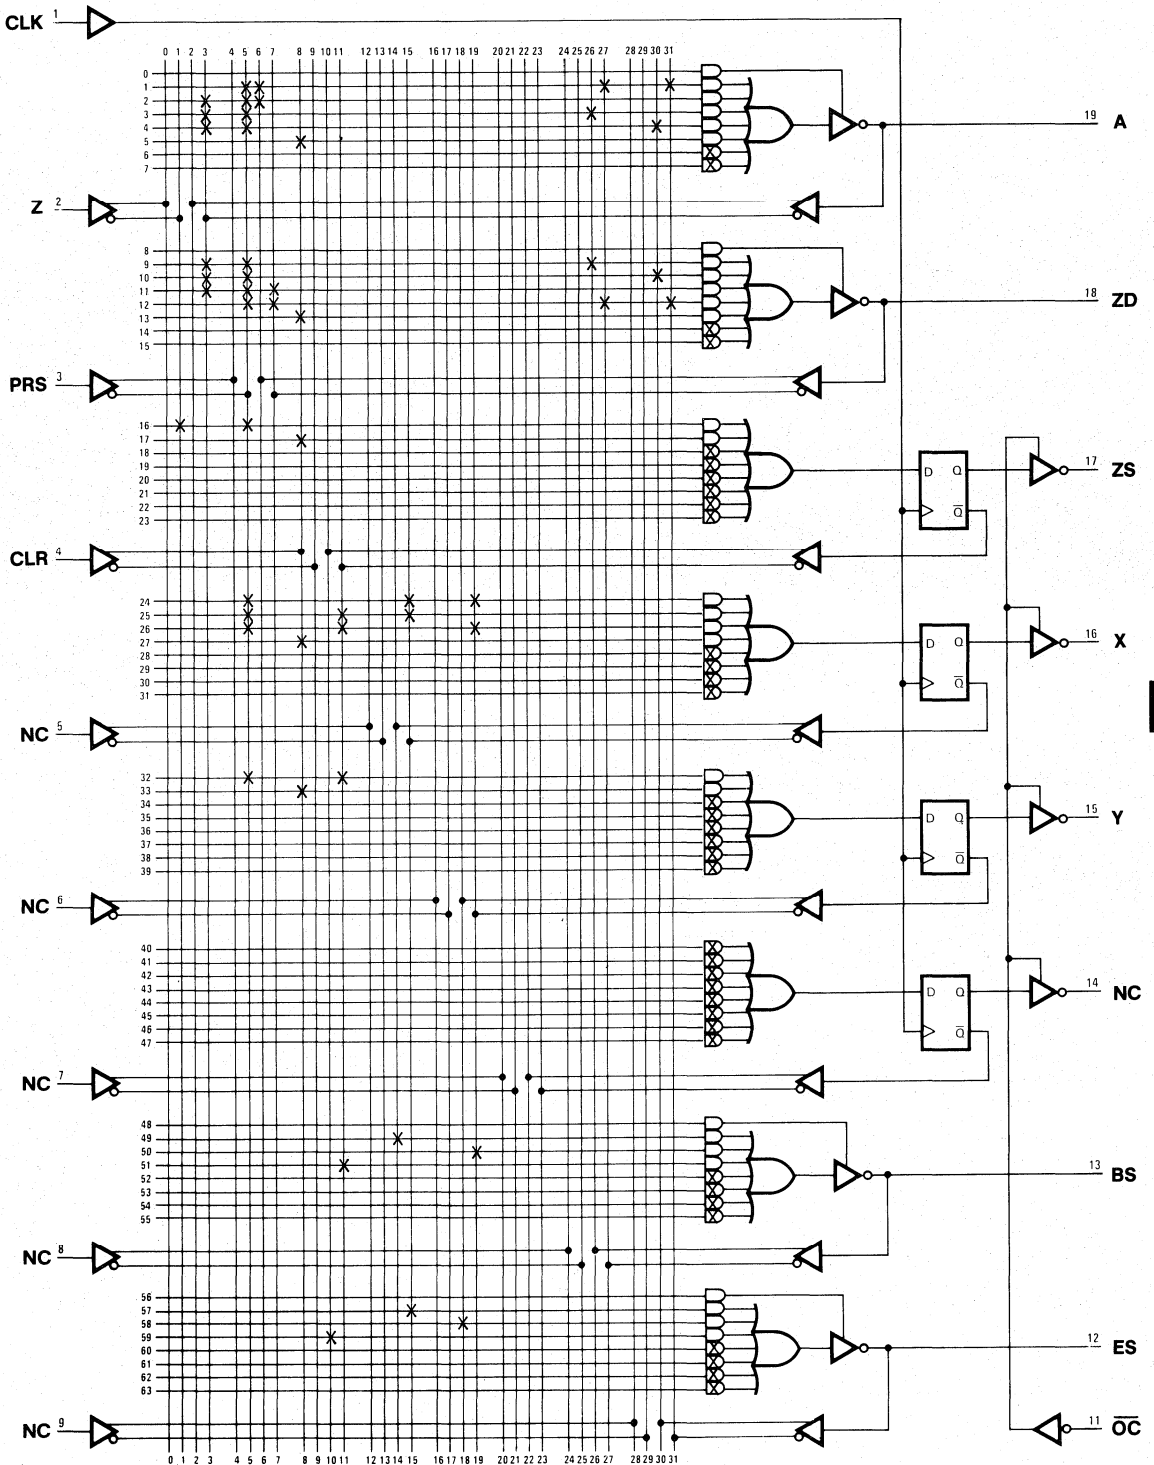 CLK 1
0 1 2 3 4 5 6 7 8 9 10 11 12 13 14 15 16 17 18 19 20 21 22 23 24 25 26 27 28 29 30 31
0
1
2
3
4
5
6
7
19 A
Z 2
8
9
10
11
12
13
14
15
18 ZD
PRS 3
16
17
18
19
20
21
22
23
D Q
Q̅
17 ZS
CLR 4
24
25
26
27
28
29
30
31
D Q
Q̅
16 X
NC 5
32
33
34
35
36
37
38
39
D Q
Q̅
15 Y
NC 6
40
41
42
43
44
45
46
47
D Q
Q̅
14 NC
NC 7
48
49
50
51
52
53
54
55
13 BS
NC 8
56
57
58
59
60
61
62
63
12 ES
NC 9
11 O̅C̅
0 1 2 3 4 5 6 7 8 9 10 11 12 13 14 15 16 17 18 19 20 21 22 23 24 25 26 27 28 29 30 31